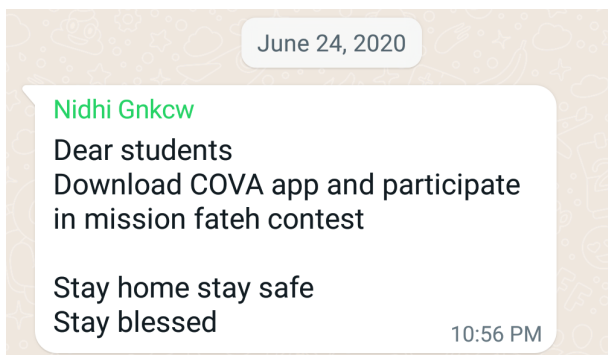 June 24, 2020
Nidhi Gnkcw
Dear students
Download COVA app and participate
in mission fateh contest

Stay home stay safe
Stay blessed
10:56 PM